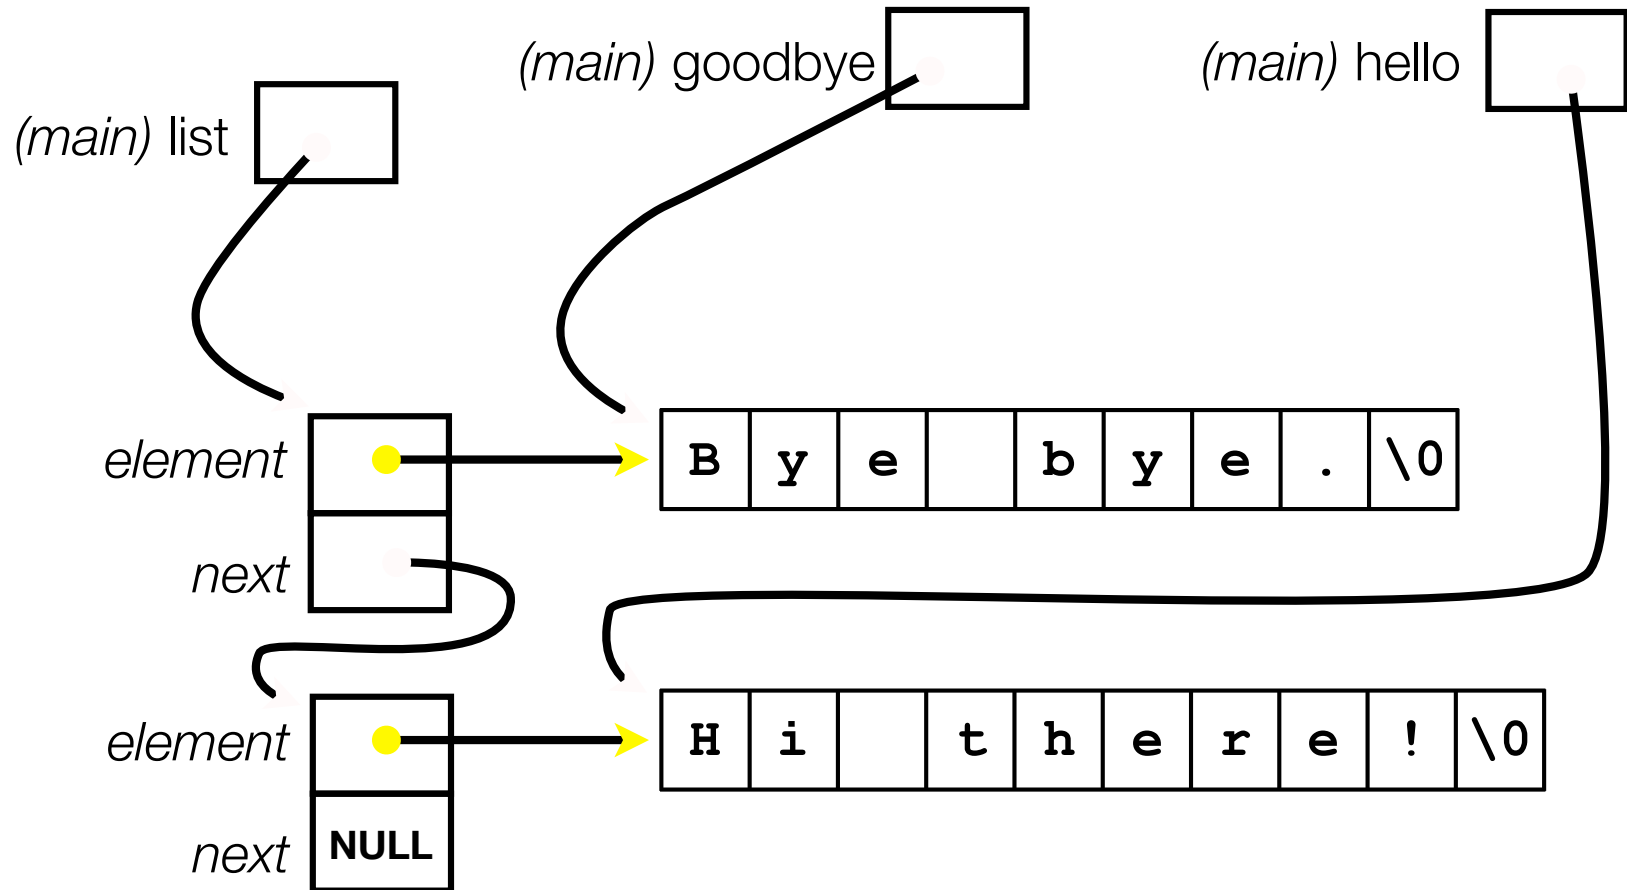 (main) goodbye
(main) hello
(main) list
element
B y e   b y e . \0
next
element
H i   t h e r e ! \0
next NULL